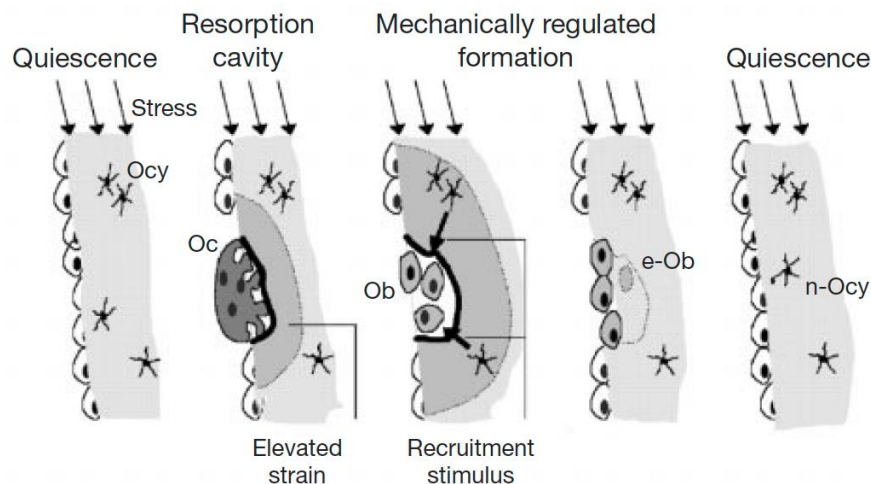 Quiescence
Resorption
cavity
Mechanically regulated
formation
Quiescence
Stress
Ocy
Oc
Ob
e-Ob
n-Ocy
Elevated
strain
Recruitment
stimulus